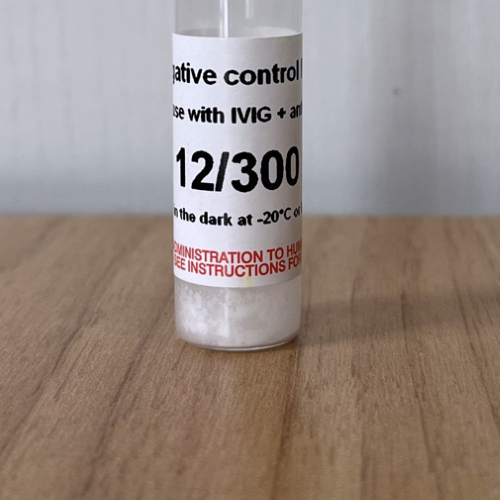 gative control
use with IVIG + an
12/300
in the dark at -20°C or
DMINISTRATION TO HUM
SEE INSTRUCTIONS FO